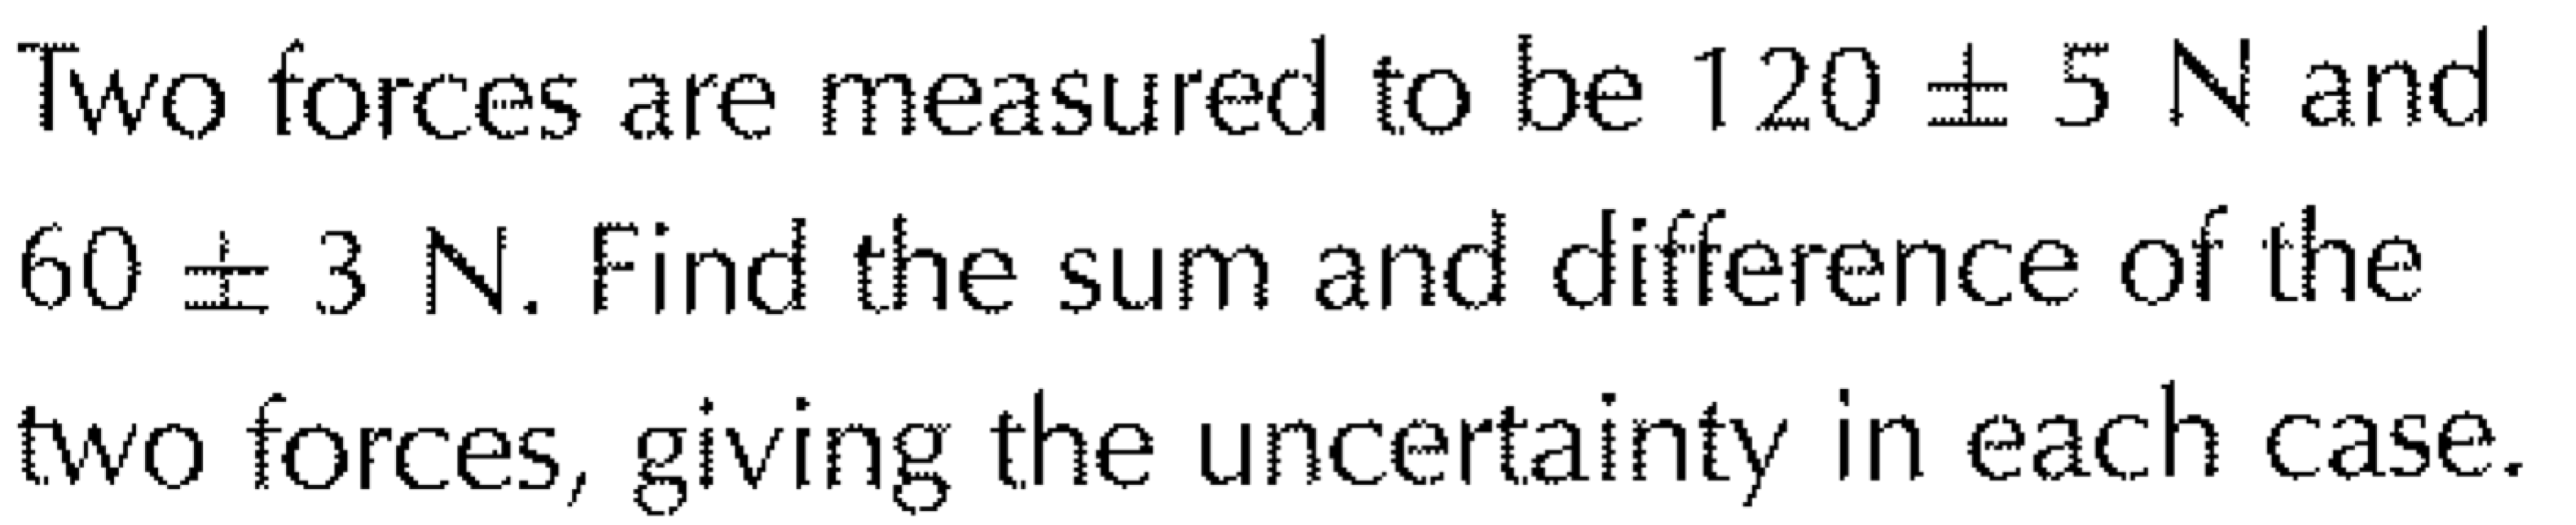 Two forces are measured to be 120 ± 5 N and
60 ± 3 N. Find the sum and difference of the
two forces, giving the uncertainty in each case.